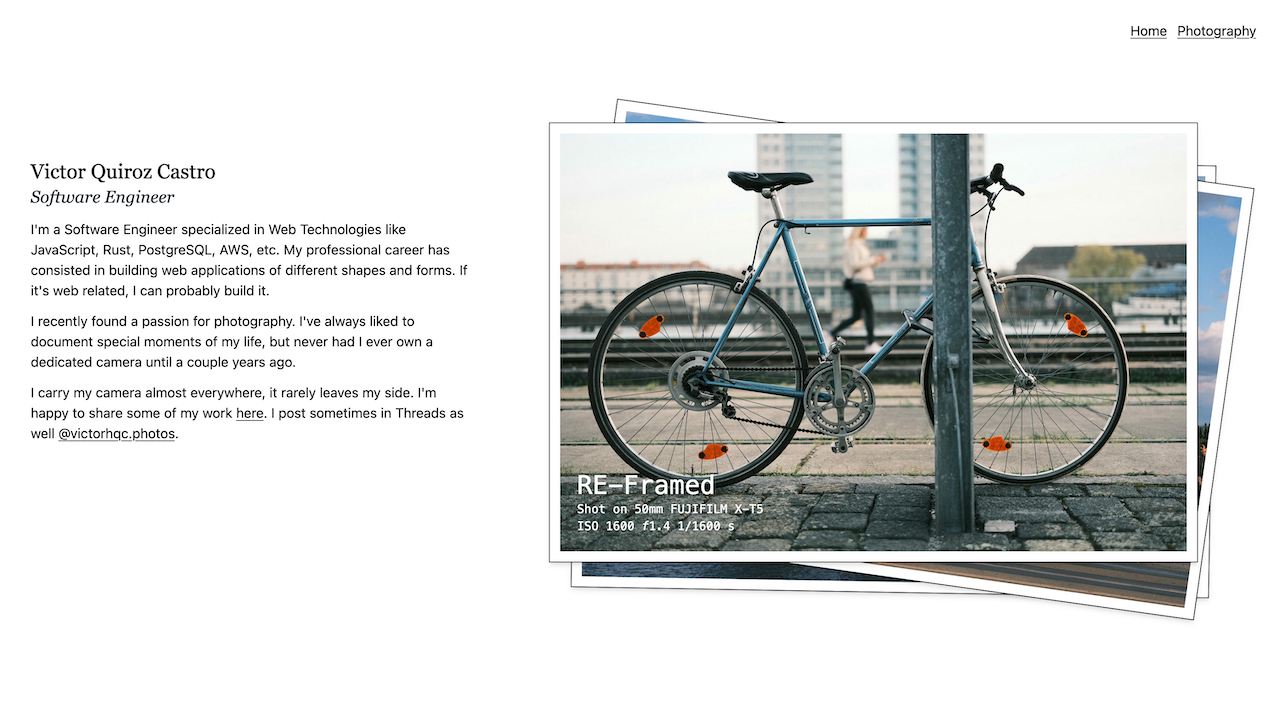 Home Photography
Victor Quiroz Castro
Software Engineer
I'm a Software Engineer specialized in Web Technologies like
JavaScript, Rust, PostgreSQL, AWS, etc. My professional career has
consisted in building web applications of different shapes and forms. If
it's web related, I can probably build it.
I recently found a passion for photography. I've always liked to
document special moments of my life, but never had I ever own a
dedicated camera until a couple years ago.
I carry my camera almost everywhere, it rarely leaves my side. I'm
happy to share some of my work here. I post sometimes in Threads as
well @victorhqc.photos.
RE-Framed
Shot on 50mm FUJIFILM X-T5
ISO 1600 f1.4 1/1600 s